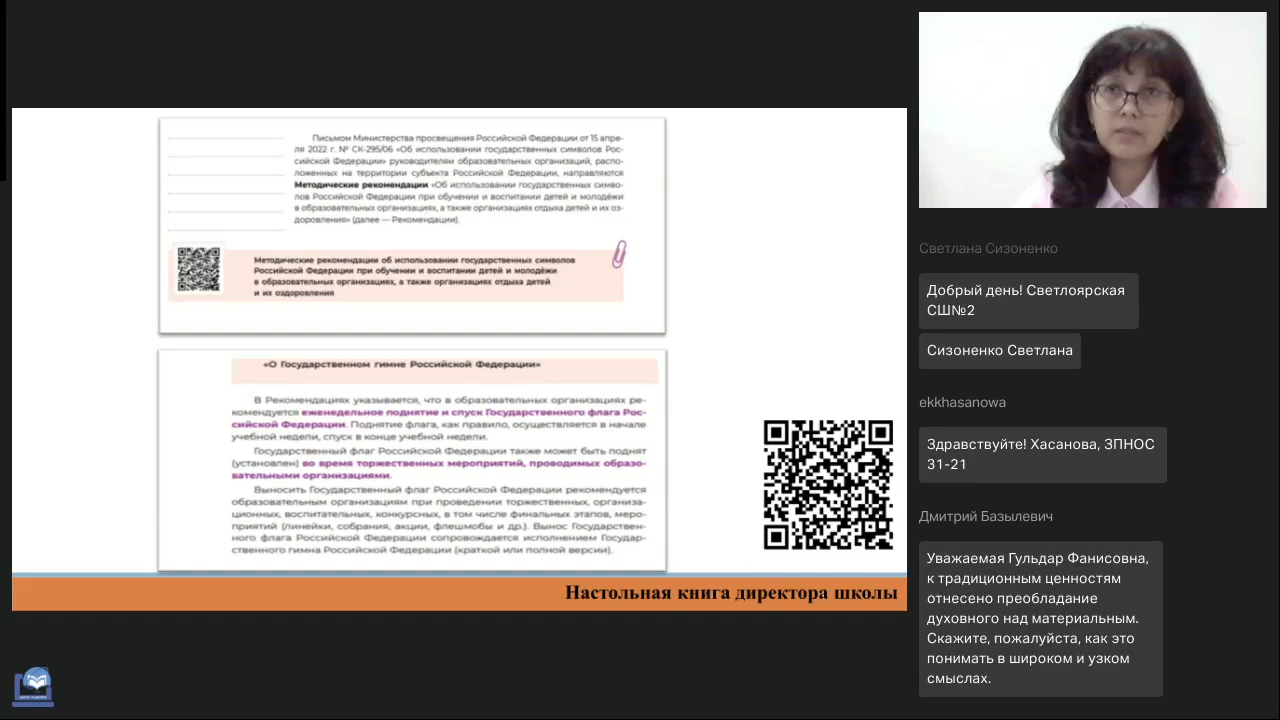 Письмом Министерства просвещения Российской Федерации от 15 апре-
ля 2022 г. № СК-295/06 «Об использовании государственных символов Рос-
сийской Федерации» руководителям образовательных организаций, распо-
ложенных на территории субъекта Российской Федерации, направляются
Методические рекомендации «Об использовании государственных симво-
лов Российской Федерации при обучении и воспитании детей и молодёжи
в образовательных организациях, а также организациях отдыха детей и их оз-
доровления» (далее — Рекомендации).
Методические рекомендации об использовании государственных символов
Российской Федерации при обучении и воспитании детей и молодёжи
в образовательных организациях, а также организациях отдыха детей
и их оздоровления
«О Государственном гимне Российской Федерации»
В Рекомендациях указывается, что в образовательных организациях ре-
комендуется еженедельное поднятие и спуск Государственного флага Рос-
сийской Федерации. Поднятие флага, как правило, осуществляется в начале
учебной недели, спуск в конце учебной недели.
Государственный флаг Российской Федерации также может быть поднят
(установлен) во время торжественных мероприятий, проводимых образо-
вательными организациями.
Выносить Государственный флаг Российской Федерации рекомендуется
образовательным организациям при проведении торжественных, организа-
ционных, воспитательных, конкурсных, в том числе финальных этапов, меро-
приятий (линейки, собрания, акции, флешмобы и др.). Вынос Государствен-
ного флага Российской Федерации сопровождается исполнением Государ-
ственного гимна Российской Федерации (краткой или полной версии).
Настольная книга директора школы
Светлана Сизоненко
Добрый день! Светлоярская
СШ№2
Сизоненко Светлана
ekkhasanowa
Здравствуйте! Хасанова, ЗПНОС
31-21
Дмитрий Базылевич
Уважаемая Гульдар Фанисовна,
к традиционным ценностям
отнесено преобладание
духовного над материальным.
Скажите, пожалуйста, как это
понимать в широком и узком
смыслах.